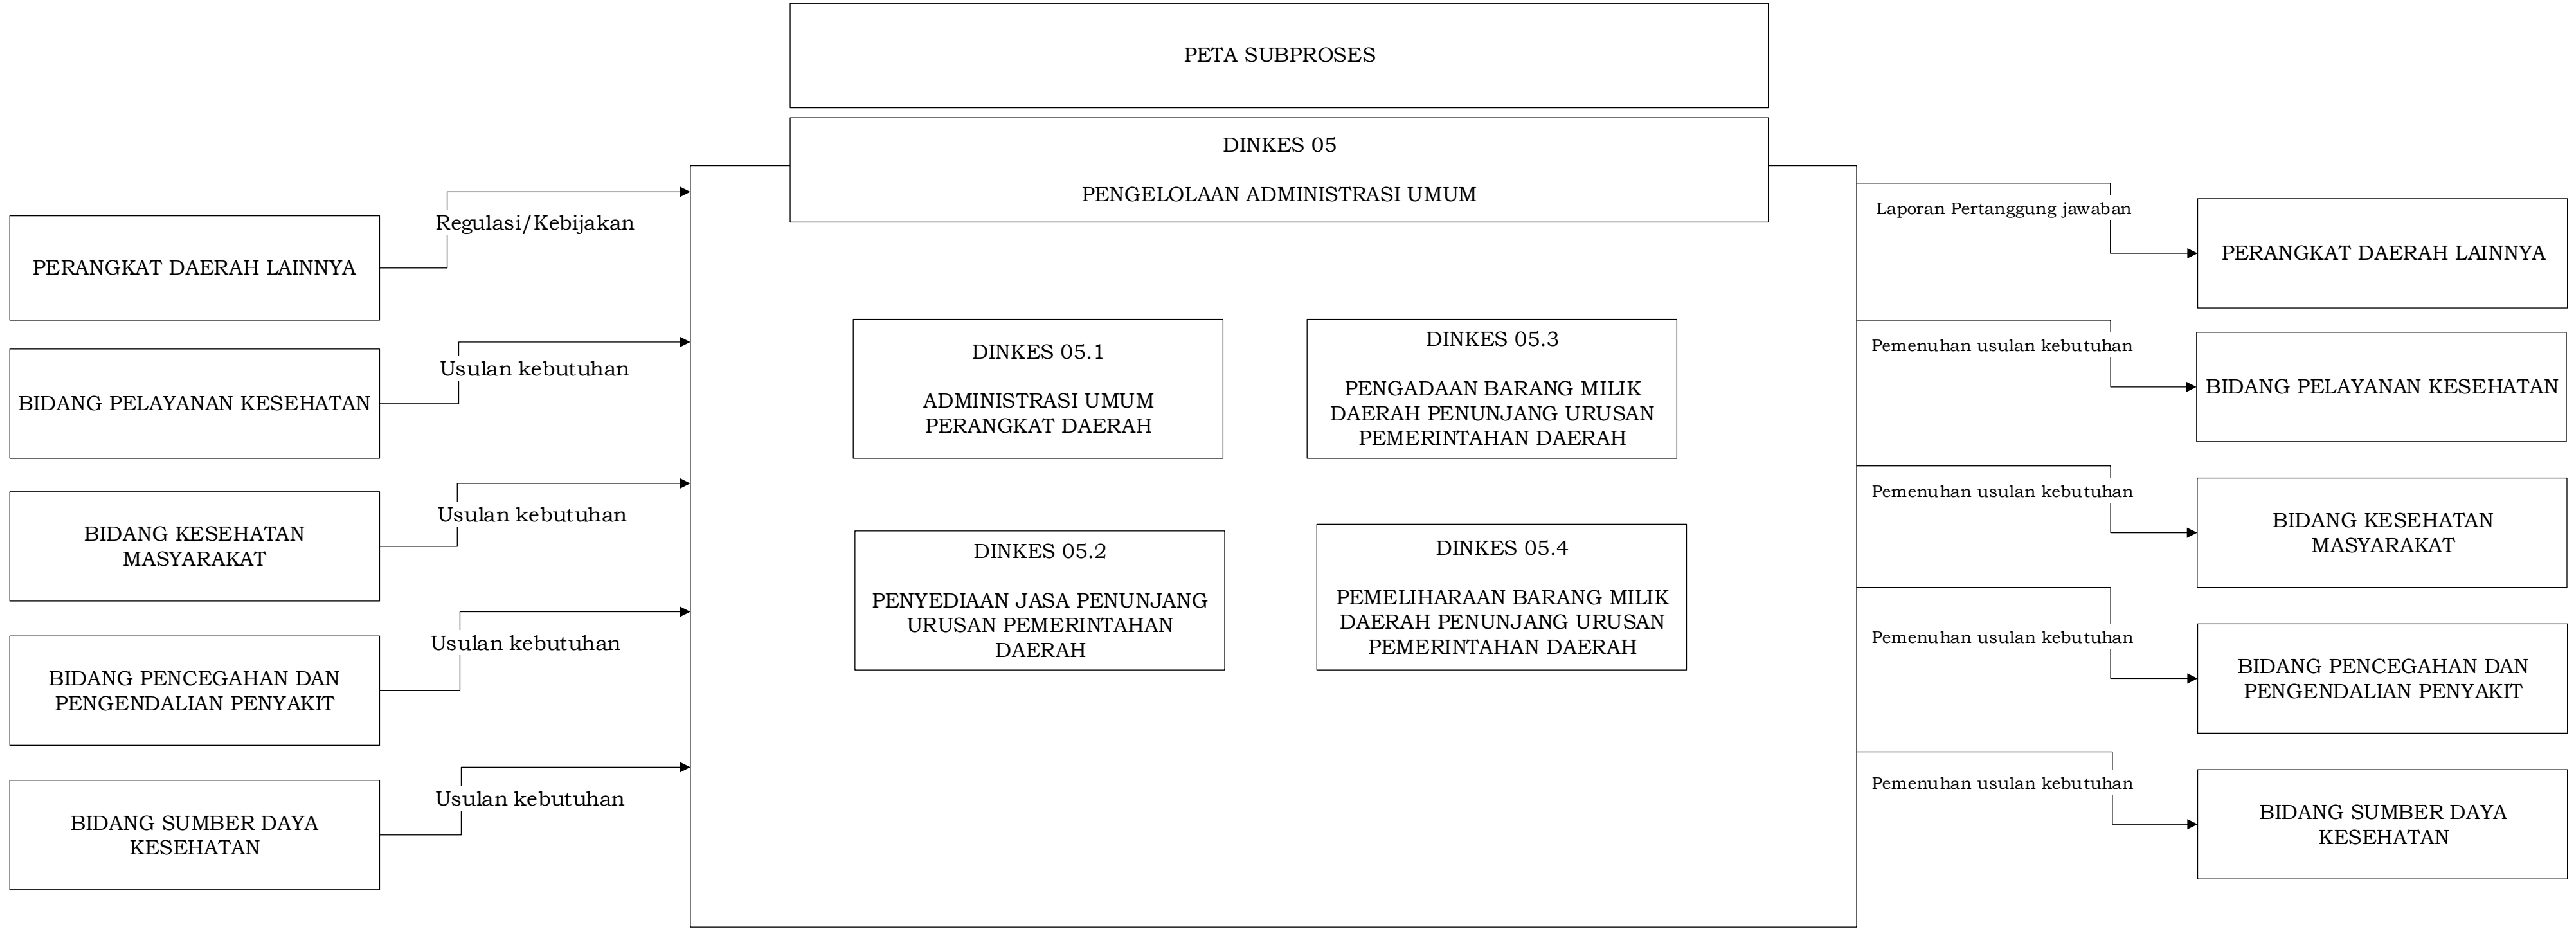 PETA SUBPROSES
DINKES 05
PENGELOLAAN ADMINISTRASI UMUM
PERANGKAT DAERAH LAINNYA
Regulasi/Kebijakan
BIDANG PELAYANAN KESEHATAN
Usulan kebutuhan
BIDANG KESEHATAN
MASYARAKAT
Usulan kebutuhan
BIDANG PENCEGAHAN DAN
PENGENDALIAN PENYAKIT
Usulan kebutuhan
BIDANG SUMBER DAYA
KESEHATAN
Usulan kebutuhan
DINKES 05.1
ADMINISTRASI UMUM
PERANGKAT DAERAH
DINKES 05.2
PENYEDIAAN JASA PENUNJANG
URUSAN PEMERINTAHAN
DAERAH
DINKES 05.3
PENGADAAN BARANG MILIK
DAERAH PENUNJANG URUSAN
PEMERINTAHAN DAERAH
DINKES 05.4
PEMELIHARAAN BARANG MILIK
DAERAH PENUNJANG URUSAN
PEMERINTAHAN DAERAH
Laporan Pertanggung jawaban
PERANGKAT DAERAH LAINNYA
Pemenuhan usulan kebutuhan
BIDANG PELAYANAN KESEHATAN
Pemenuhan usulan kebutuhan
BIDANG KESEHATAN
MASYARAKAT
Pemenuhan usulan kebutuhan
BIDANG PENCEGAHAN DAN
PENGENDALIAN PENYAKIT
Pemenuhan usulan kebutuhan
BIDANG SUMBER DAYA
KESEHATAN